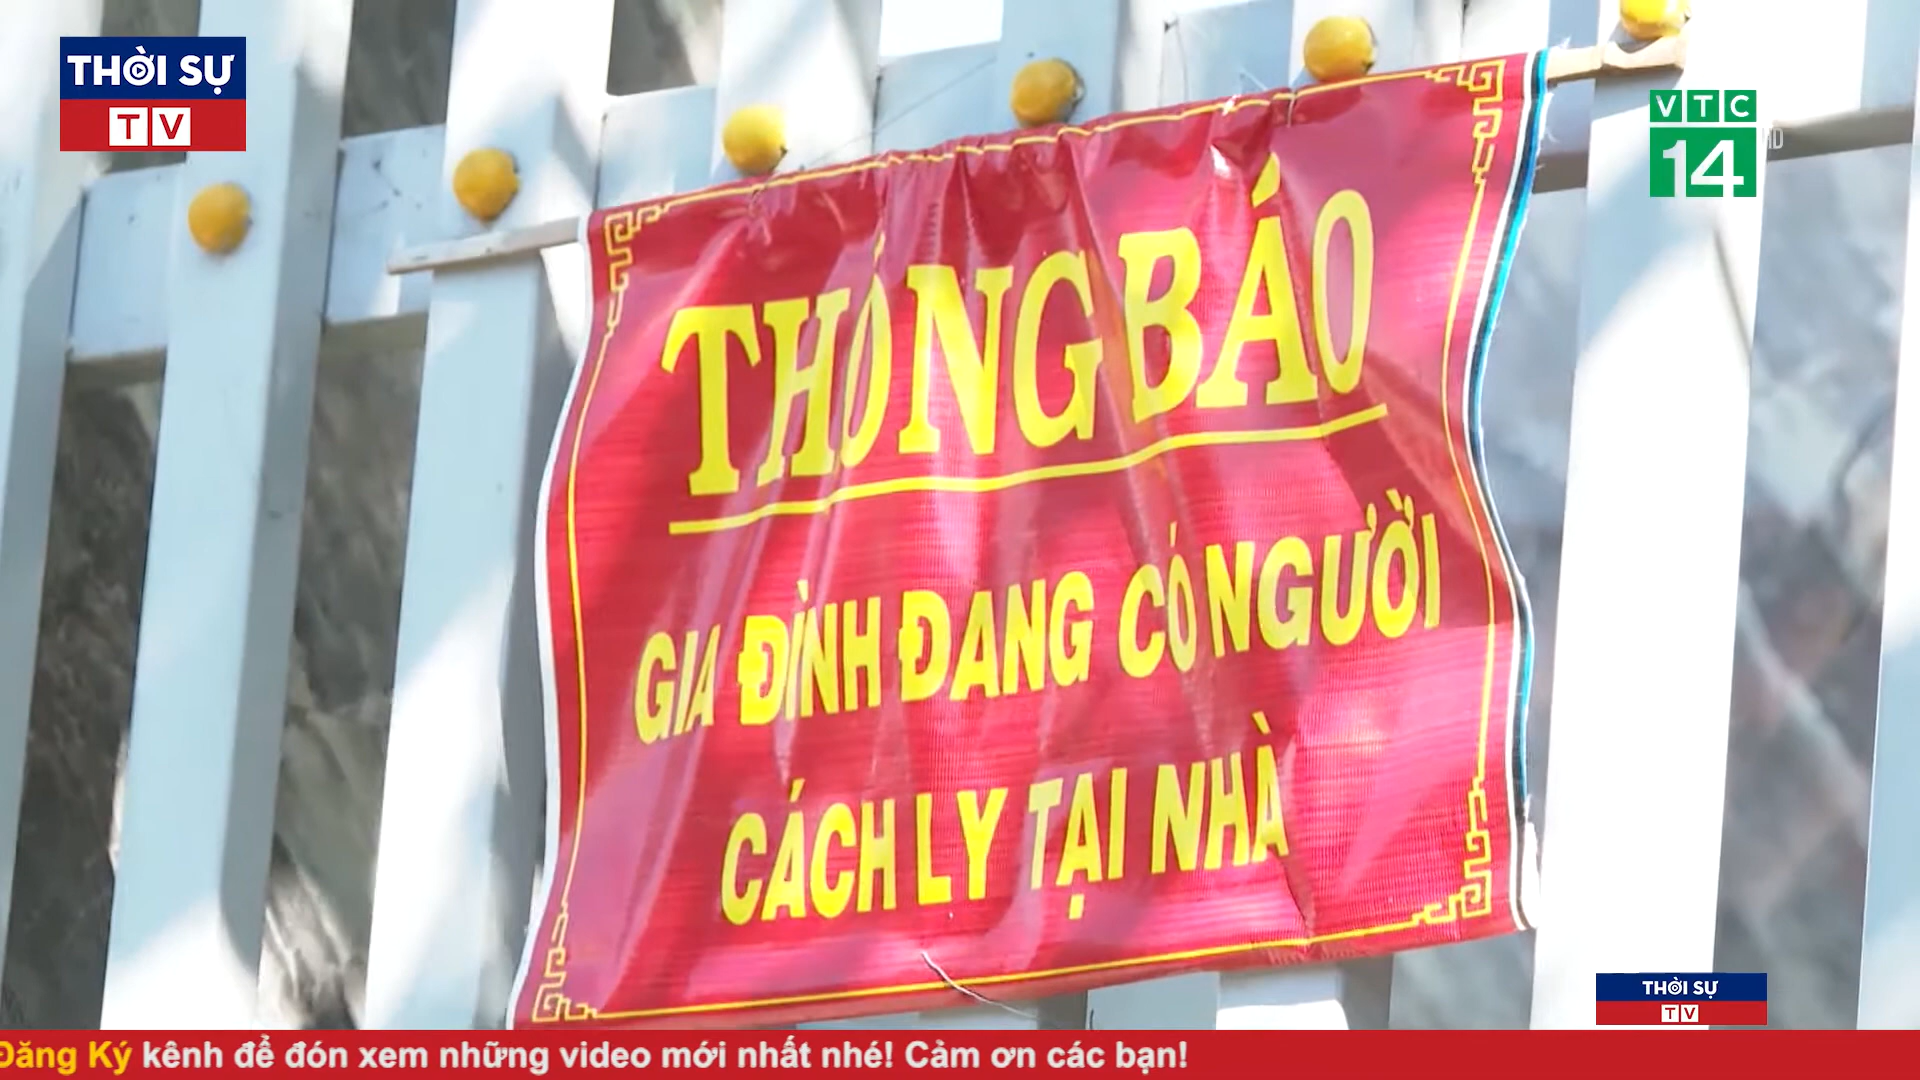 THỜI SỰ
TV
VTC
14
HD
THÔNG BÁO
GIA ĐÌNH ĐANG CÓ NGƯỜI
CÁCH LY TẠI NHÀ
THỜI SỰ
TV
Đăng Ký kênh để đón xem những video mới nhất nhé! Cảm ơn các bạn!